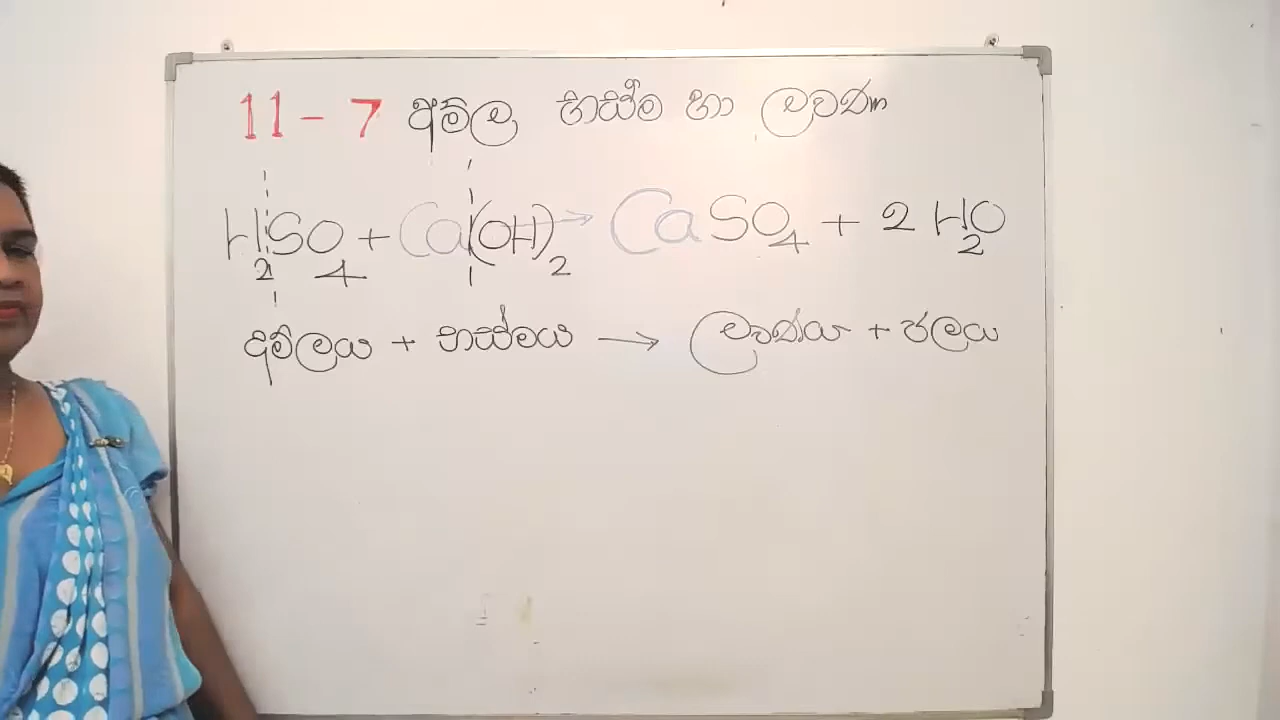 11 - 7 අම්ල භස්ම හා ලවණ
H₂SO₄ + Ca(OH)₂ → CaSO₄ + 2 H₂O
අම්ලය + භස්මය → ලවණය + ජලය